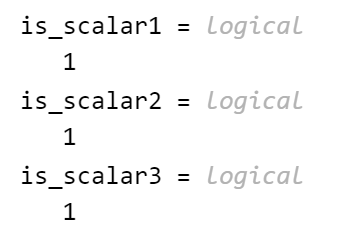 is_scalar1 = logical
1
is_scalar2 = logical
1
is_scalar3 = logical
1